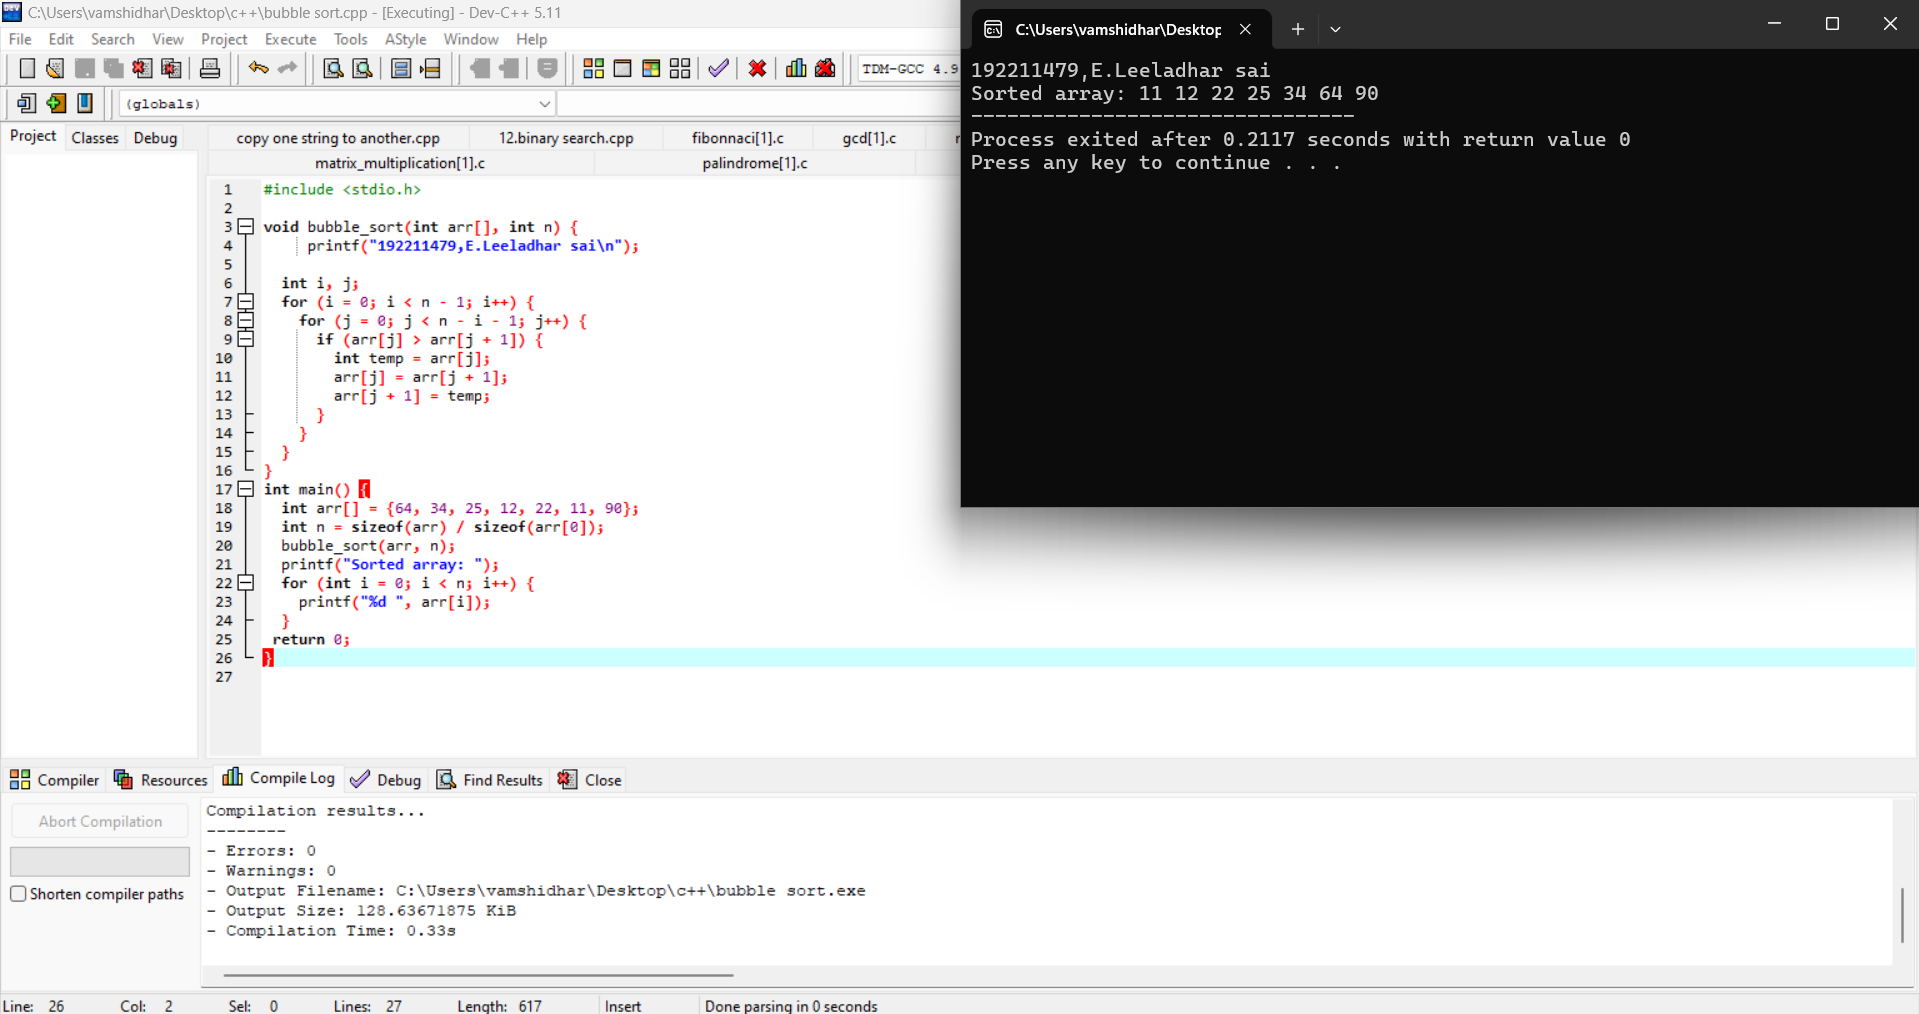 C:\Users\vamshidhar\Desktop\c++\bubble sort.cpp - [Executing] - Dev-C++ 5.11
File Edit Search View Project Execute Tools AStyle Window Help
TDM-GCC 4.9
(globals)
Project Classes Debug
copy one string to another.cpp 12.binary search.cpp fibonnaci[1].c gcd[1].c
matrix_multiplication[1].c palindrome[1].c
1 #include <stdio.h>
2
3 void bubble_sort(int arr[], int n) {
4 printf("192211479,E.Leeladhar sai\n");
5
6 int i, j;
7 for (i = 0; i < n - 1; i++) {
8 for (j = 0; j < n - i - 1; j++) {
9 if (arr[j] > arr[j + 1]) {
10 int temp = arr[j];
11 arr[j] = arr[j + 1];
12 arr[j + 1] = temp;
13 }
14 }
15 }
16 }
17 int main() {
18 int arr[] = {64, 34, 25, 12, 22, 11, 90};
19 int n = sizeof(arr) / sizeof(arr[0]);
20 bubble_sort(arr, n);
21 printf("Sorted array: ");
22 for (int i = 0; i < n; i++) {
23 printf("%d ", arr[i]);
24 }
25 return 0;
26 }
27
C:\Users\vamshidhar\Desktop
192211479,E.Leeladhar sai
Sorted array: 11 12 22 25 34 64 90
--------------------------------
Process exited after 0.2117 seconds with return value 0
Press any key to continue . . .
Compiler Resources Compile Log Debug Find Results Close
Abort Compilation
Shorten compiler paths
Compilation results...
--------
- Errors: 0
- Warnings: 0
- Output Filename: C:\Users\vamshidhar\Desktop\c++\bubble sort.exe
- Output Size: 128.63671875 KiB
- Compilation Time: 0.33s
Line: 26 Col: 2 Sel: 0 Lines: 27 Length: 617 Insert Done parsing in 0 seconds